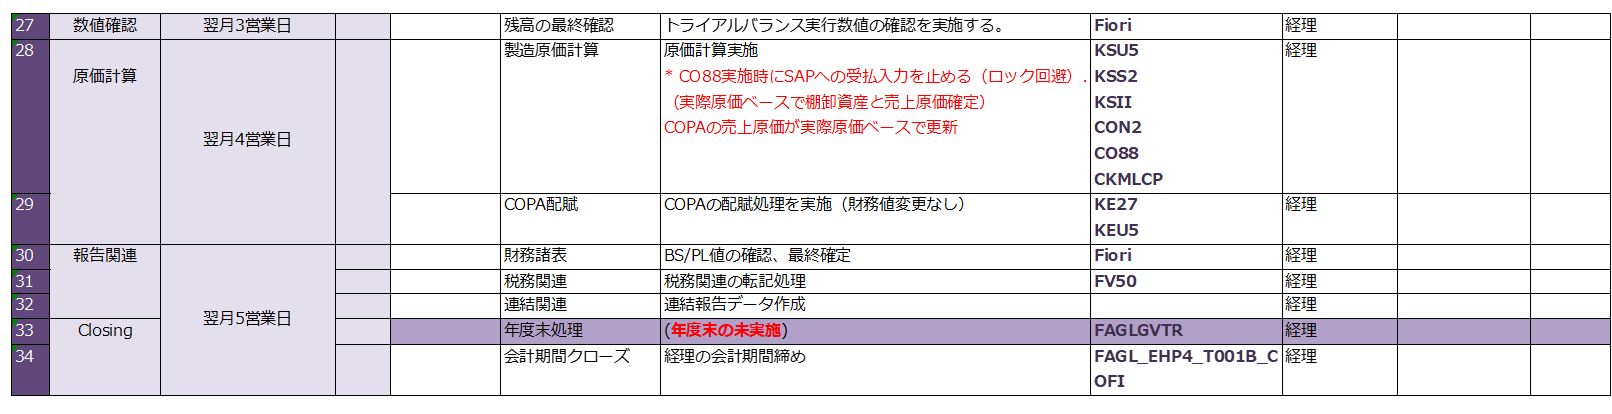 27 数値確認 翌月3営業日 残高の最終確認 トライアルバランス実行数値の確認を実施する。 Fiori 経理
28 原価計算 翌月4営業日 製造原価計算 原価計算実施 KSU5 経理
* CO88実施時にSAPへの受払入力を止める（ロック回避）. KSS2
（実際原価ベースで棚卸資産と売上原価確定） KSII
COPAの売上原価が実際原価ベースで更新 CON2
CO88
CKMLCP
29 COPA配賦 COPAの配賦処理を実施（財務値変更なし） KE27 経理
KEU5
30 報告関連 翌月5営業日 財務諸表 BS/PL値の確認、最終確定 Fiori 経理
31 税務関連 税務関連の転記処理 FV50 経理
32 連結関連 連結報告データ作成 経理
33 Closing 年度末処理 (年度末の未実施) FAGLGVTR 経理
34 会計期間クローズ 経理の会計期間締め FAGL_EHP4_T001B_C 経理
OFI